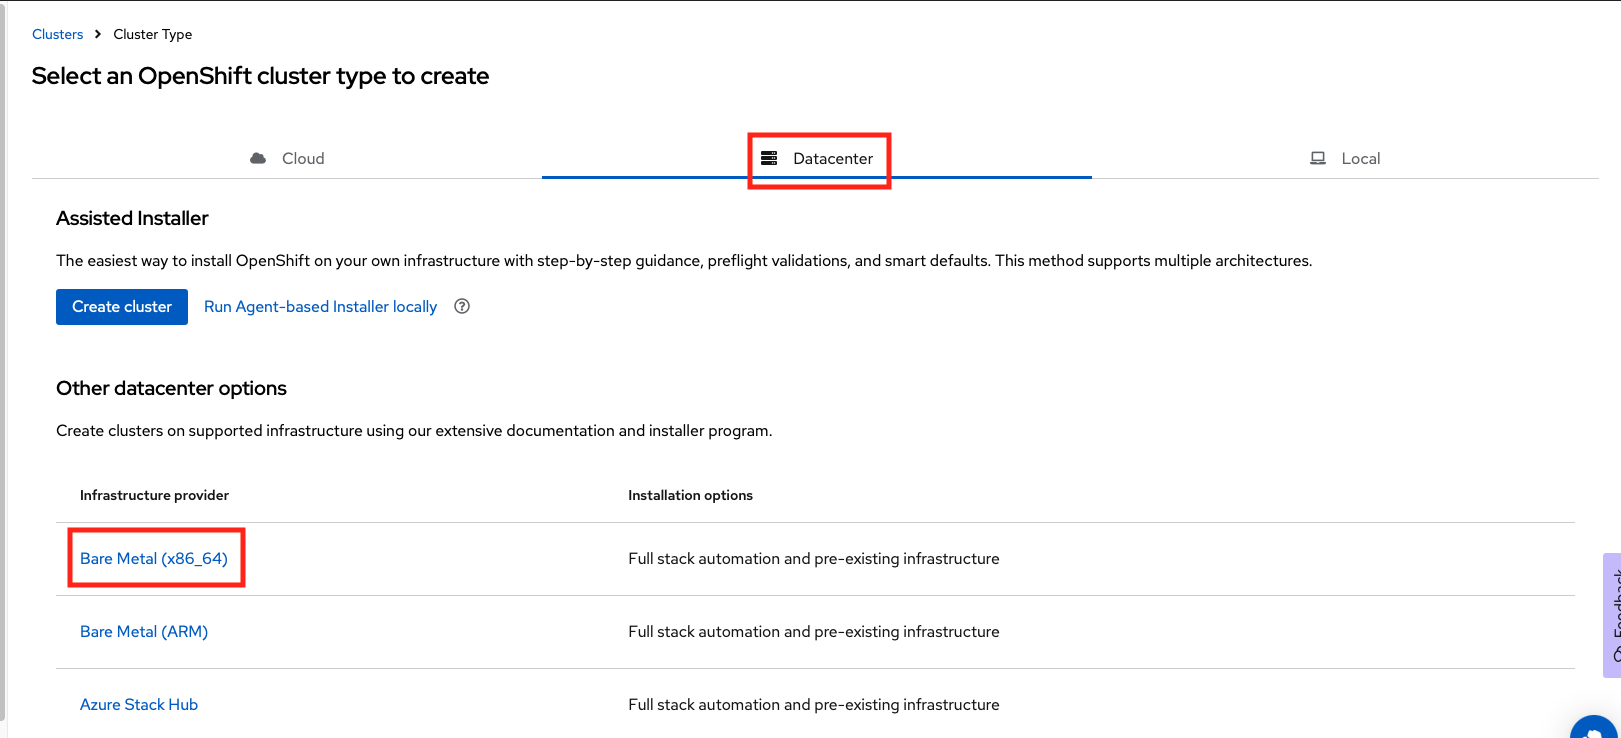 Clusters > Cluster Type
Select an OpenShift cluster type to create
Cloud
Datacenter
Local
Assisted Installer
The easiest way to install OpenShift on your own infrastructure with step-by-step guidance, preflight validations, and smart defaults. This method supports multiple architectures.
Create cluster Run Agent-based Installer locally
Other datacenter options
Create clusters on supported infrastructure using our extensive documentation and installer program.
Infrastructure provider Installation options
Bare Metal (x86_64) Full stack automation and pre-existing infrastructure
Bare Metal (ARM) Full stack automation and pre-existing infrastructure
Azure Stack Hub Full stack automation and pre-existing infrastructure
Feedback